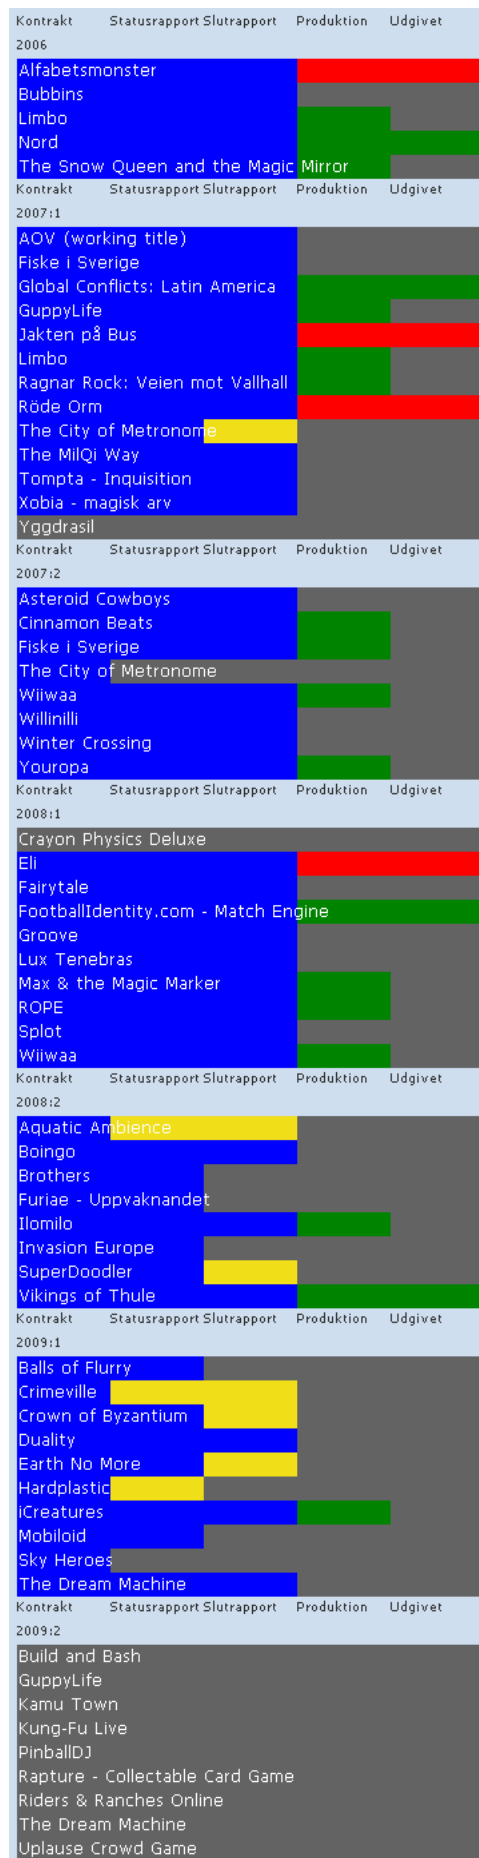 Kontrakt Statusrapport Slutrapport Produktion Udgivet
2006
Alfabetsmonster
Bubbins
Limbo
Nord
The Snow Queen and the Magic Mirror
Kontrakt Statusrapport Slutrapport Produktion Udgivet
2007:1
AOV (working title)
Fiske i Sverige
Global Conflicts: Latin America
GuppyLife
Jakten på Bus
Limbo
Ragnar Rock: Veien mot Vallhall
Röde Orm
The City of Metronome
The MilQi Way
Tompta - Inquisition
Xobia - magisk arv
Yggdrasil
Kontrakt Statusrapport Slutrapport Produktion Udgivet
2007:2
Asteroid Cowboys
Cinnamon Beats
Fiske i Sverige
The City of Metronome
Wiiwaa
Willinilli
Winter Crossing
Youropa
Kontrakt Statusrapport Slutrapport Produktion Udgivet
2008:1
Crayon Physics Deluxe
Eli
Fairytale
FootballIdentity.com - Match Engine
Groove
Lux Tenebras
Max & the Magic Marker
ROPE
Splot
Wiiwaa
Kontrakt Statusrapport Slutrapport Produktion Udgivet
2008:2
Aquatic Ambience
Boingo
Brothers
Furiae - Uppvaknandet
Ilomilo
Invasion Europe
SuperDoodler
Vikings of Thule
Kontrakt Statusrapport Slutrapport Produktion Udgivet
2009:1
Balls of Flurry
Crimeville
Crown of Byzantium
Duality
Earth No More
Hardplastic
iCreatures
Mobiloid
Sky Heroes
The Dream Machine
Kontrakt Statusrapport Slutrapport Produktion Udgivet
2009:2
Build and Bash
GuppyLife
Kamu Town
Kung-Fu Live
PinballDJ
Rapture - Collectable Card Game
Riders & Ranches Online
The Dream Machine
Uplause Crowd Game